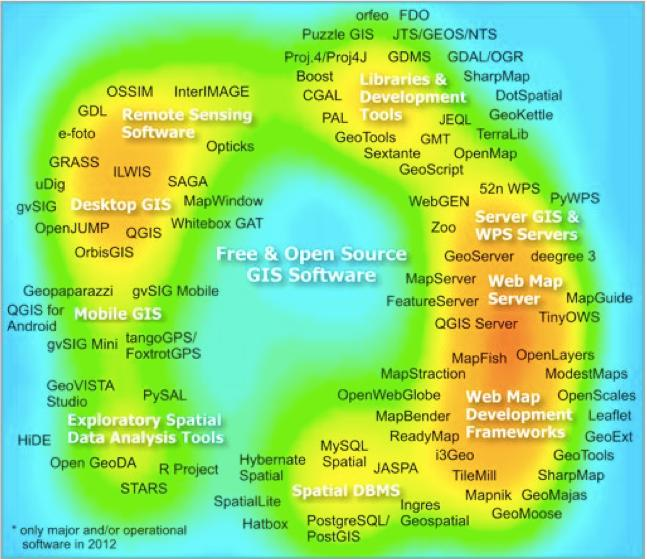 orfeo FDO
Puzzle GIS JTS/GEOS/NTS
Proj.4/Proj4J GDMS GDAL/OGR
Boost Libraries & SharpMap
CGAL Development DotSpatial
PAL Tools JEQL GeoKettle
GeoTools GMT TerraLib
Sextante OpenMap
GeoScript
OSSIM InterIMAGE
GDL Remote Sensing
e-foto Software
Opticks
GRASS ILWIS
uDig SAGA
gvSIG Desktop GIS MapWindow
OpenJUMP QGIS Whitebox GAT
OrbisGIS
52n WPS
WebGEN PyWPS
Zoo Server GIS &
WPS Servers
Free & Open Source
GIS Software
GeoServer deegree 3
MapServer Web Map
FeatureServer Server MapGuide
QGIS Server TinyOWS
Geopaparazzi gvSIG Mobile
QGIS for Mobile GIS
Android
gvSIG Mini tangoGPS/
FoxtrotGPS
MapFish OpenLayers
MapStraction ModestMaps
OpenWebGlobe Web Map OpenScales
MapBender Development Leaflet
ReadyMap Frameworks GeoExt
i3Geo GeoTools
TileMill SharpMap
Mapnik GeoMajas
GeoMoose
GeoVISTA
Studio PySAL
Exploratory Spatial
HiDE Data Analysis Tools
Open GeoDA R Project
STARS
MySQL
Hybernate Spatial JASPA
Spatial
Spatial DBMS
SpatialLite Ingres
Hatbox PostgreSQL/ Geospatial
PostGIS
* only major and/or operational
software in 2012